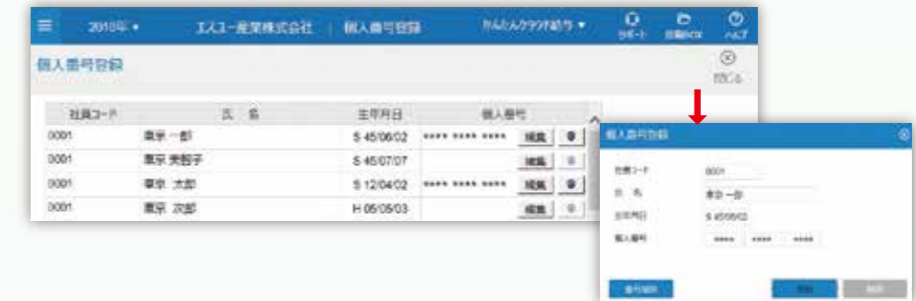 2018年
エスユー産業株式会社 | 個人番号登録
かんたんクラウド給与
サポート
ヘルプ
個人番号登録
閉じる
社員コード 氏 名 生年月日 個人番号
0001 東京 一郎 S 45/06/02 **** **** **** 編集
0001 東京 美智子 S 46/07/07 編集
0001 東京 太郎 S 12/04/02 **** **** **** 編集
0001 東京 次郎 H 05/05/03 編集
個人番号登録
社員コード 0001
氏 名 東京 一郎
生年月日 S 45/06/02
個人番号 **** **** ****